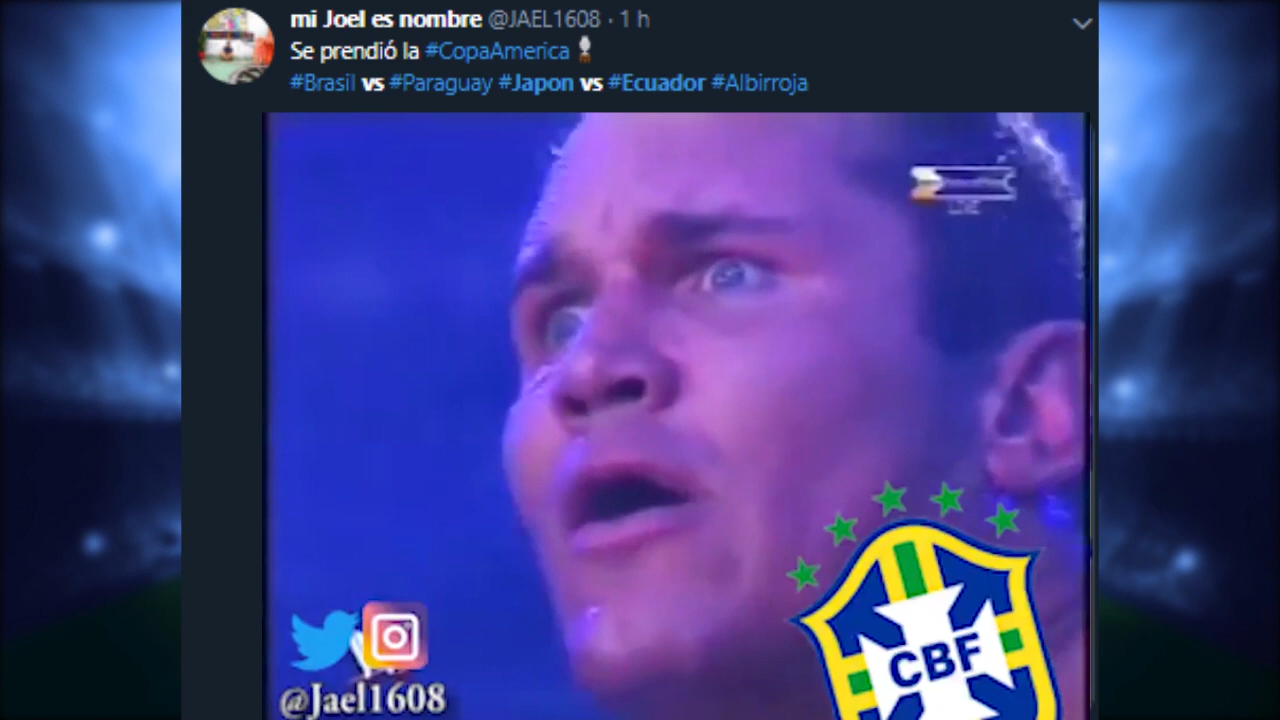 mi Joel es nombre @JAEL1608 · 1 h
Se prendió la #CopaAmerica
#Brasil vs #Paraguay #Japon vs #Ecuador #Albirroja
LIVE
CBF
@Jael1608